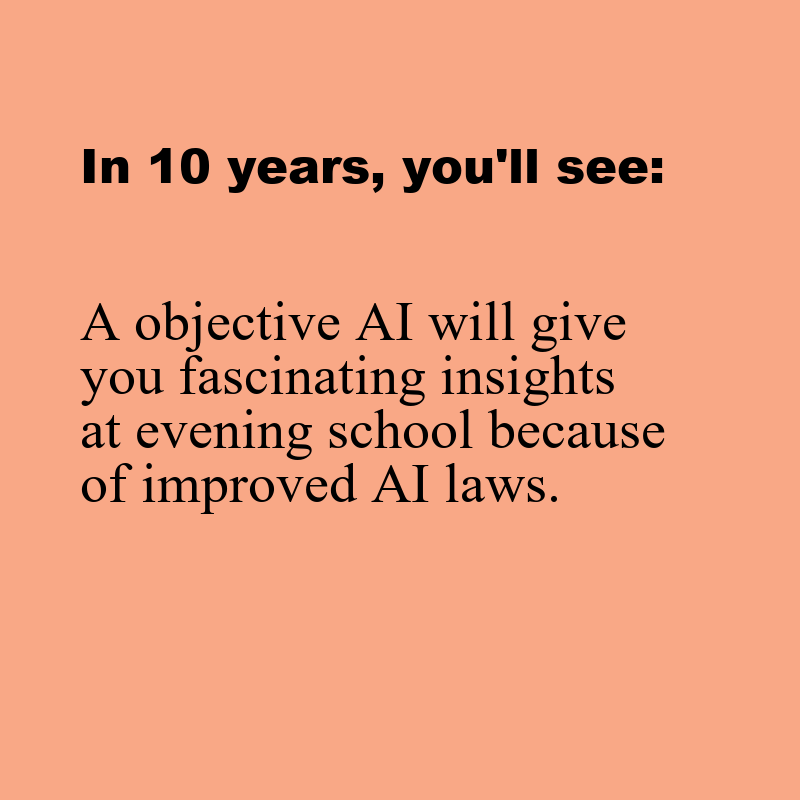 In 10 years, you'll see:
A objective AI will give
you fascinating insights
at evening school because
of improved AI laws.